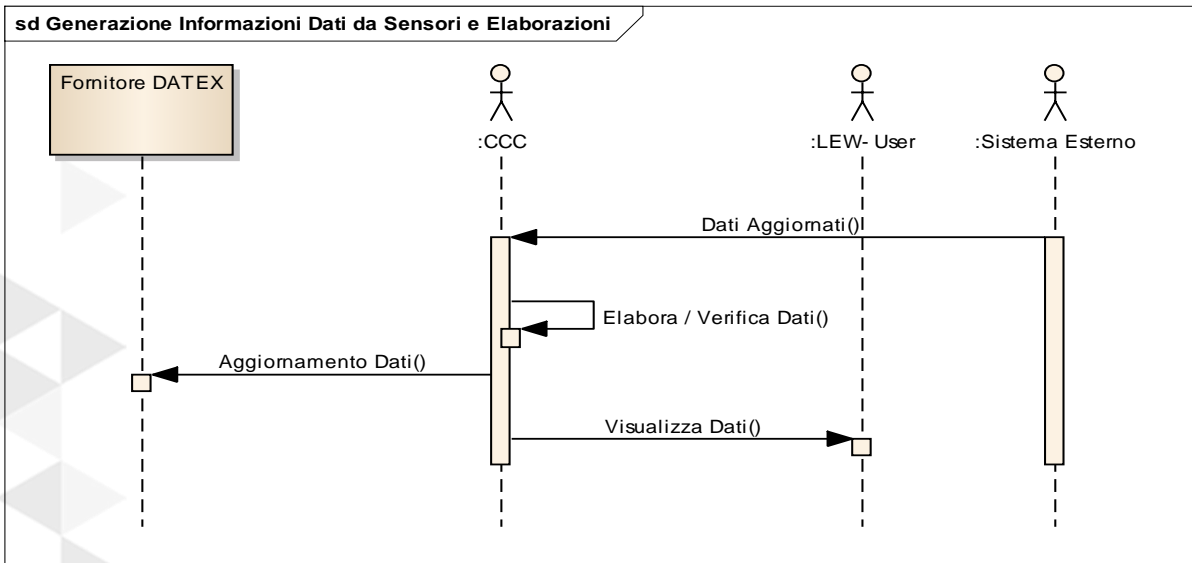 sd Generazione Informazioni Dati da Sensori e Elaborazioni
Fornitore DATEX
:CCC
:LEW- User
:Sistema Esterno
Dati Aggiornati()
Elabora / Verifica Dati()
Aggiornamento Dati()
Visualizza Dati()